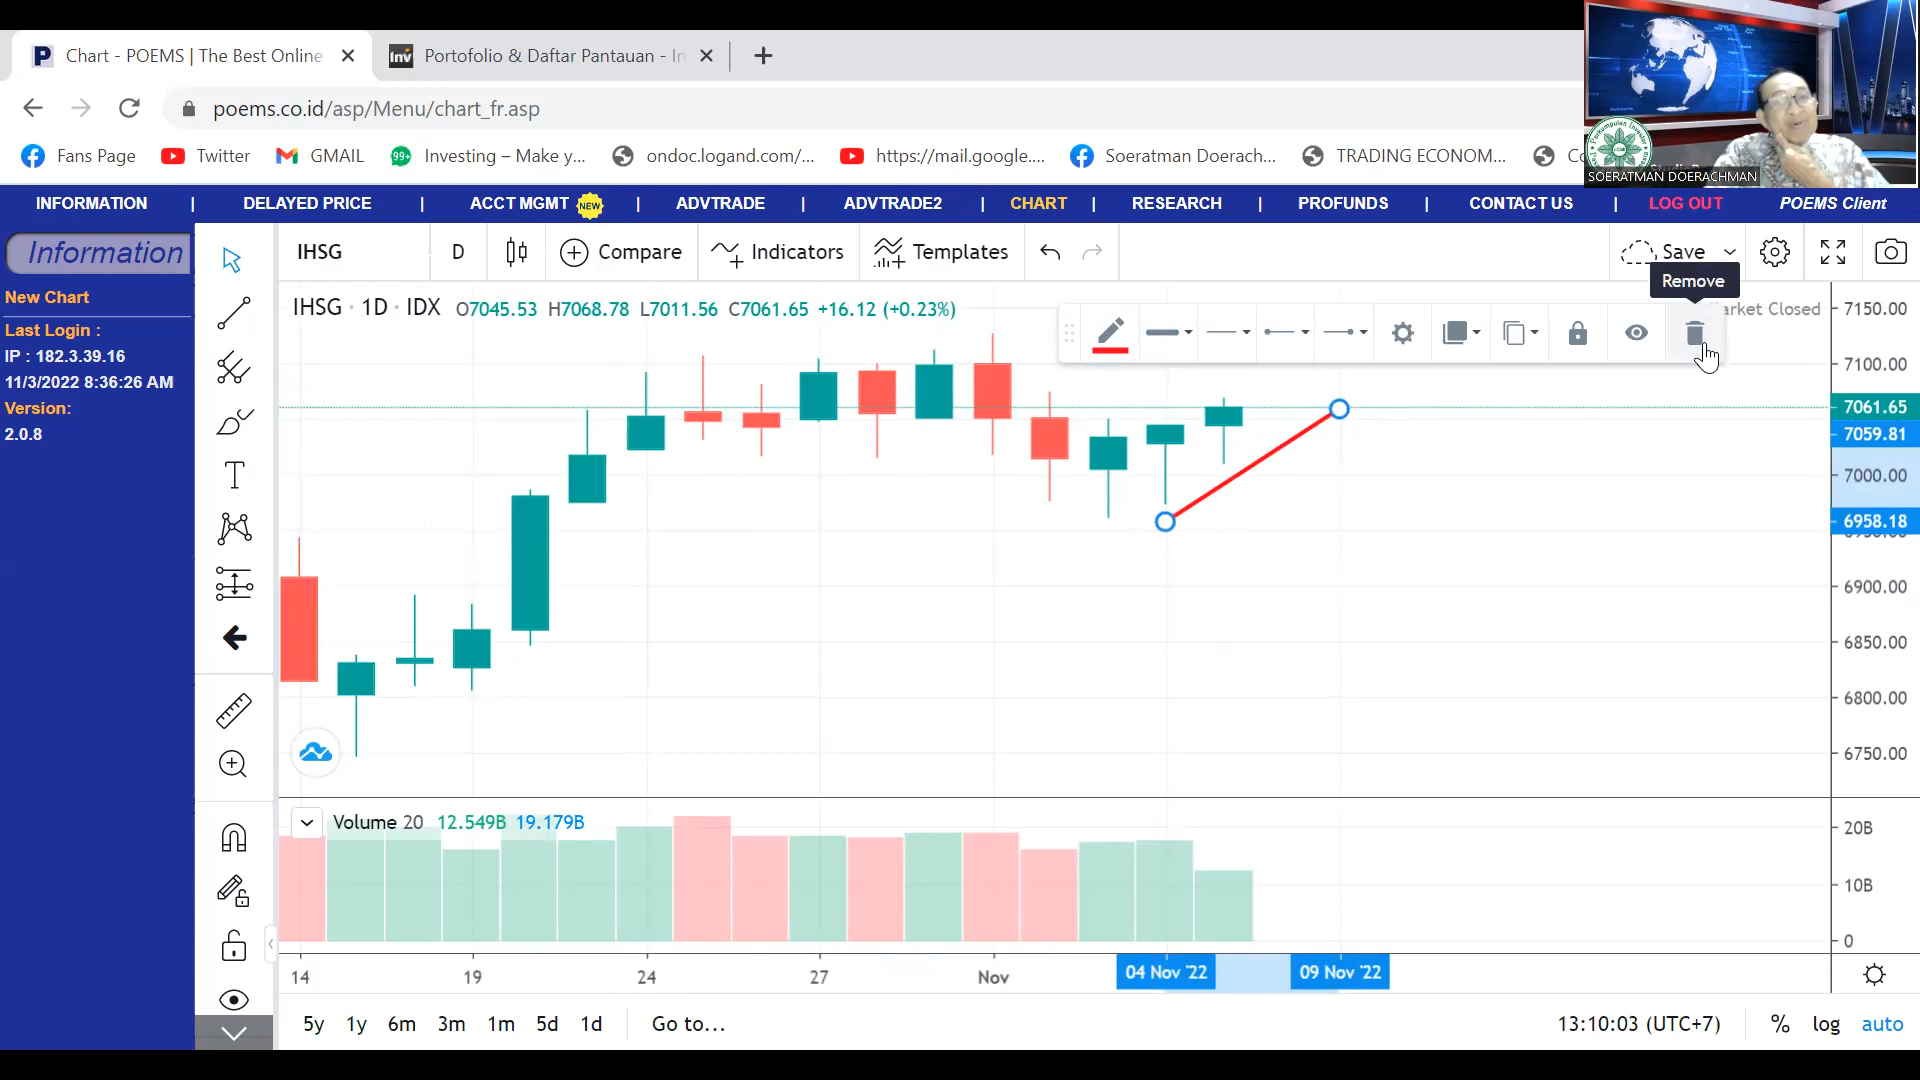 Chart - POEMS | The Best Online
Portofolio & Daftar Pantauan - In
poems.co.id/asp/Menu/chart_fr.asp
Fans Page
Twitter
GMAIL
99+
Investing – Make y...
ondoc.logand.com/...
https://mail.google....
Soeratman Doerach...
TRADING ECONOM...
SOERATMAN DOERACHMAN
INFORMATION | DELAYED PRICE | ACCT MGMT NEW | ADVTRADE | ADVTRADE2 | CHART | RESEARCH | PROFUNDS | CONTACT US | LOG OUT POEMS Client
Information
New Chart
Last Login :
IP : 182.3.39.16
11/3/2022 8:36:26 AM
Version:
2.0.8
IHSG D Compare Indicators Templates Save
Remove
IHSG · 1D · IDX O7045.53 H7068.78 L7011.56 C7061.65 +16.12 (+0.23%)
arket Closed
7150.00
7100.00
7061.65
7059.81
7000.00
6958.18
6900.00
6850.00
6800.00
6750.00
Volume 20 12.549B 19.179B
20B
10B
0
14 19 24 27 Nov 04 Nov '22 09 Nov '22
5y 1y 6m 3m 1m 5d 1d Go to... 13:10:03 (UTC+7) % log auto